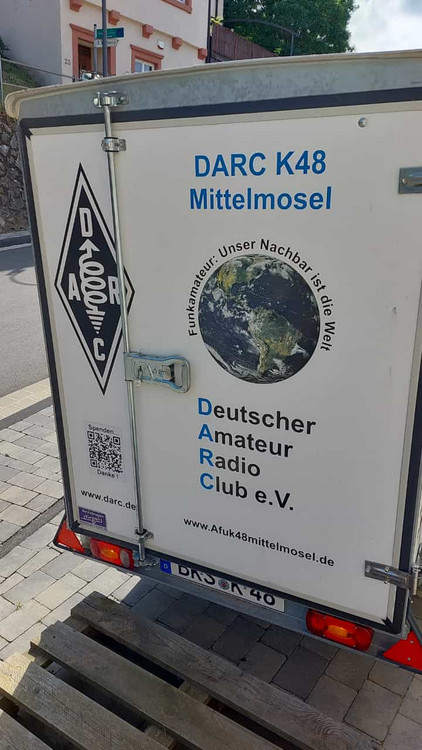 DARC K48
Mittelmosel
Funkamateur: Unser Nachbar ist die Welt
D
A R
C
Deutscher
Amateur
Radio
Club e.V.
Spenden:
Danke !
www.darc.de
www.Afuk48mittelmosel.de
D
BKS K 48